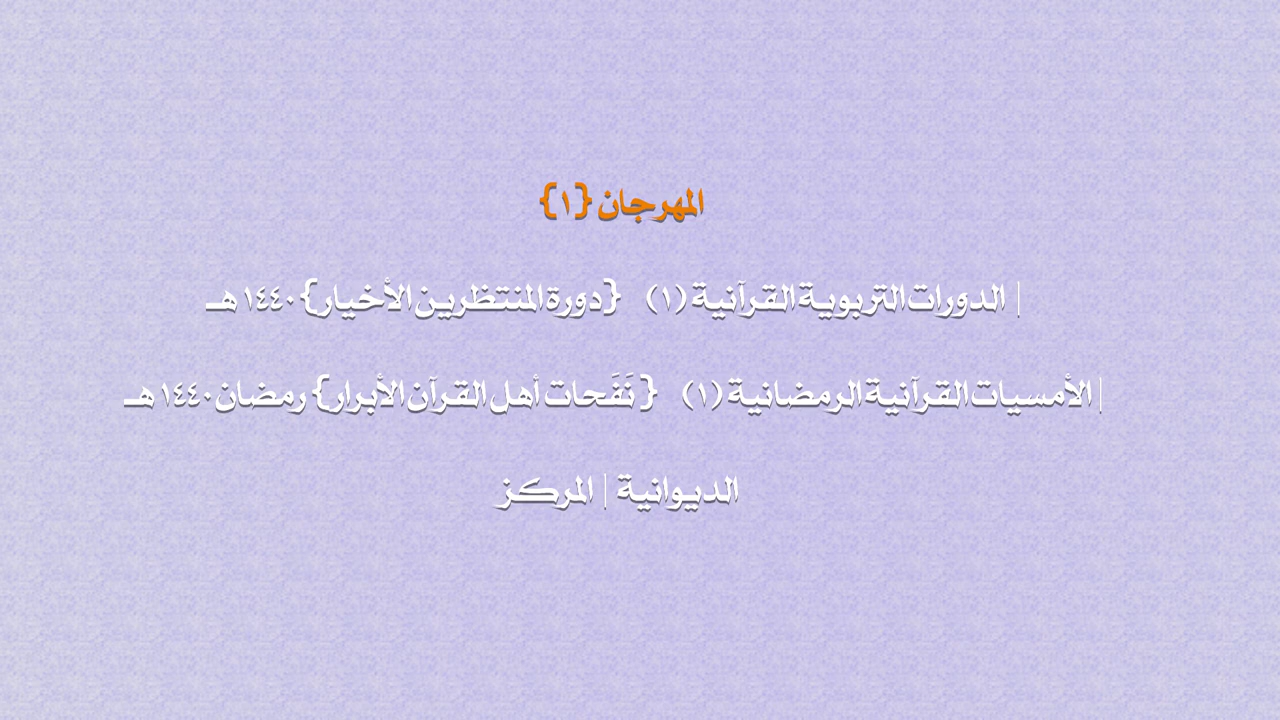 المهرجان {١}
| الدورات التربوية القرآنية (١) {دورة المنتظرين الأخيار} ١٤٤٠ هـ
| الأمسيات القرآنية الرمضانية (١) { نَفَحات أهل القرآن الأبرار} رمضان ١٤٤٠ هـ
الديوانية | المركز